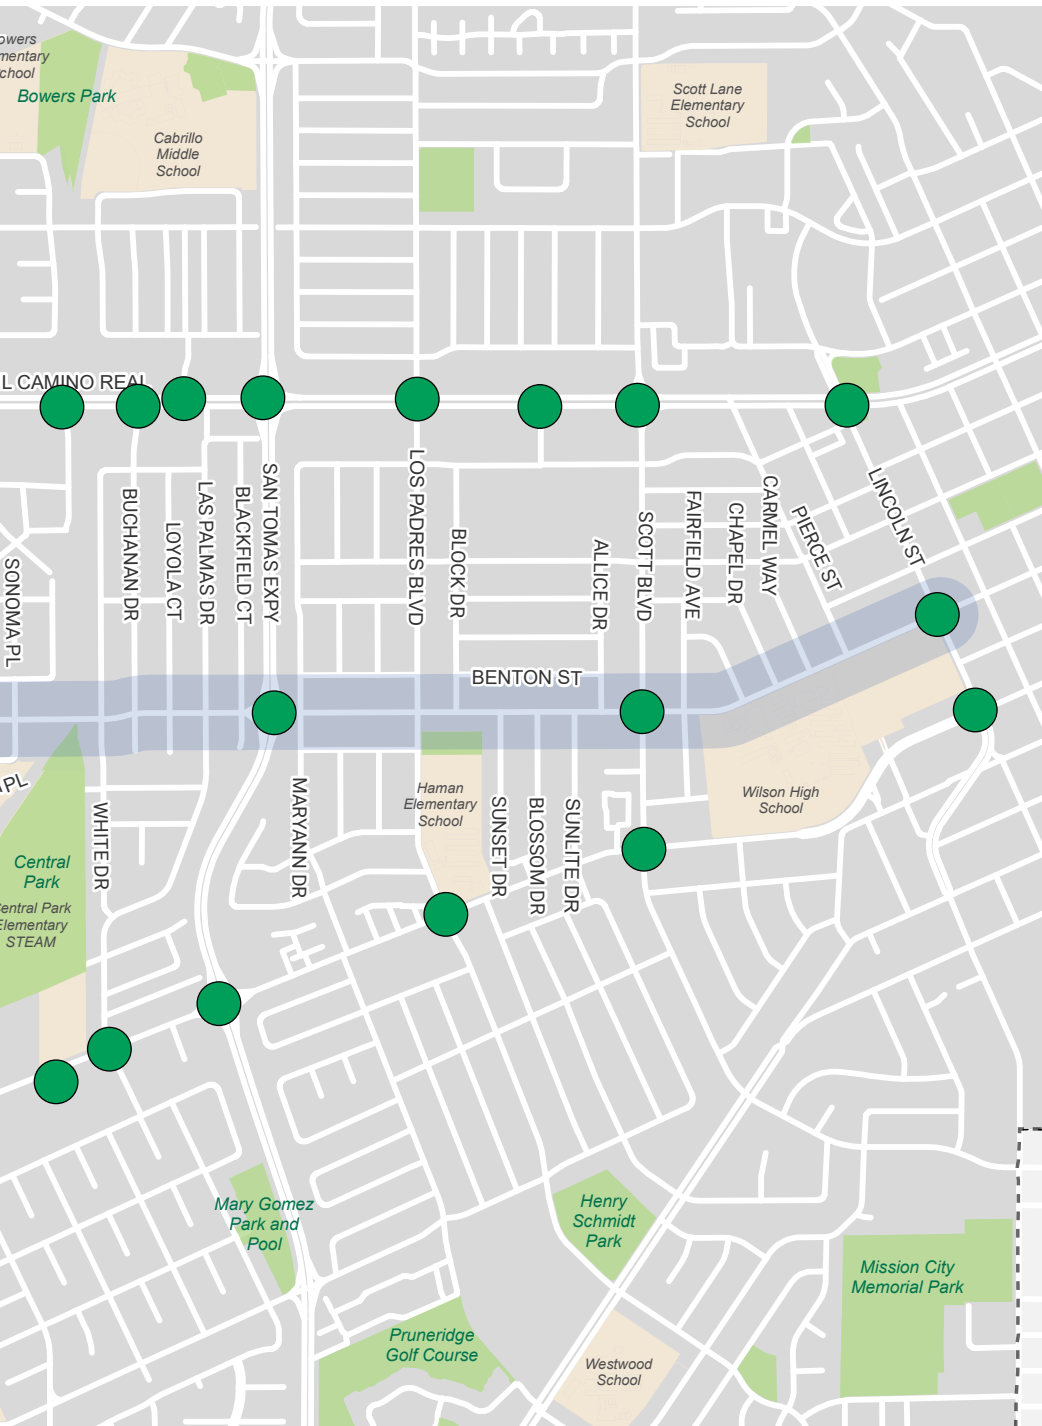 owers
mentary
chool
Bowers Park
Cabrillo
Middle
School
Scott Lane
Elementary
School
L CAMINO REAL
BUCHANAN DR
LOYOLA CT
LAS PALMAS DR
BLACKFIELD CT
SAN TOMAS EXPY
LOS PADRES BLVD
BLOCK DR
ALLICE DR
SCOTT BLVD
FAIRFIELD AVE
CHAPEL DR
CARMEL WAY
PIERCE ST
LINCOLN ST
SONOMA PL
BENTON ST
PL
WHITE DR
MARYANN DR
Haman
Elementary
School
SUNSET DR
BLOSSOM DR
SUNLITE DR
Wilson High
School
Central
Park
entral Park
Elementary
STEAM
Mary Gomez
Park and
Pool
Henry
Schmidt
Park
Mission City
Memorial Park
Pruneridge
Golf Course
Westwood
School